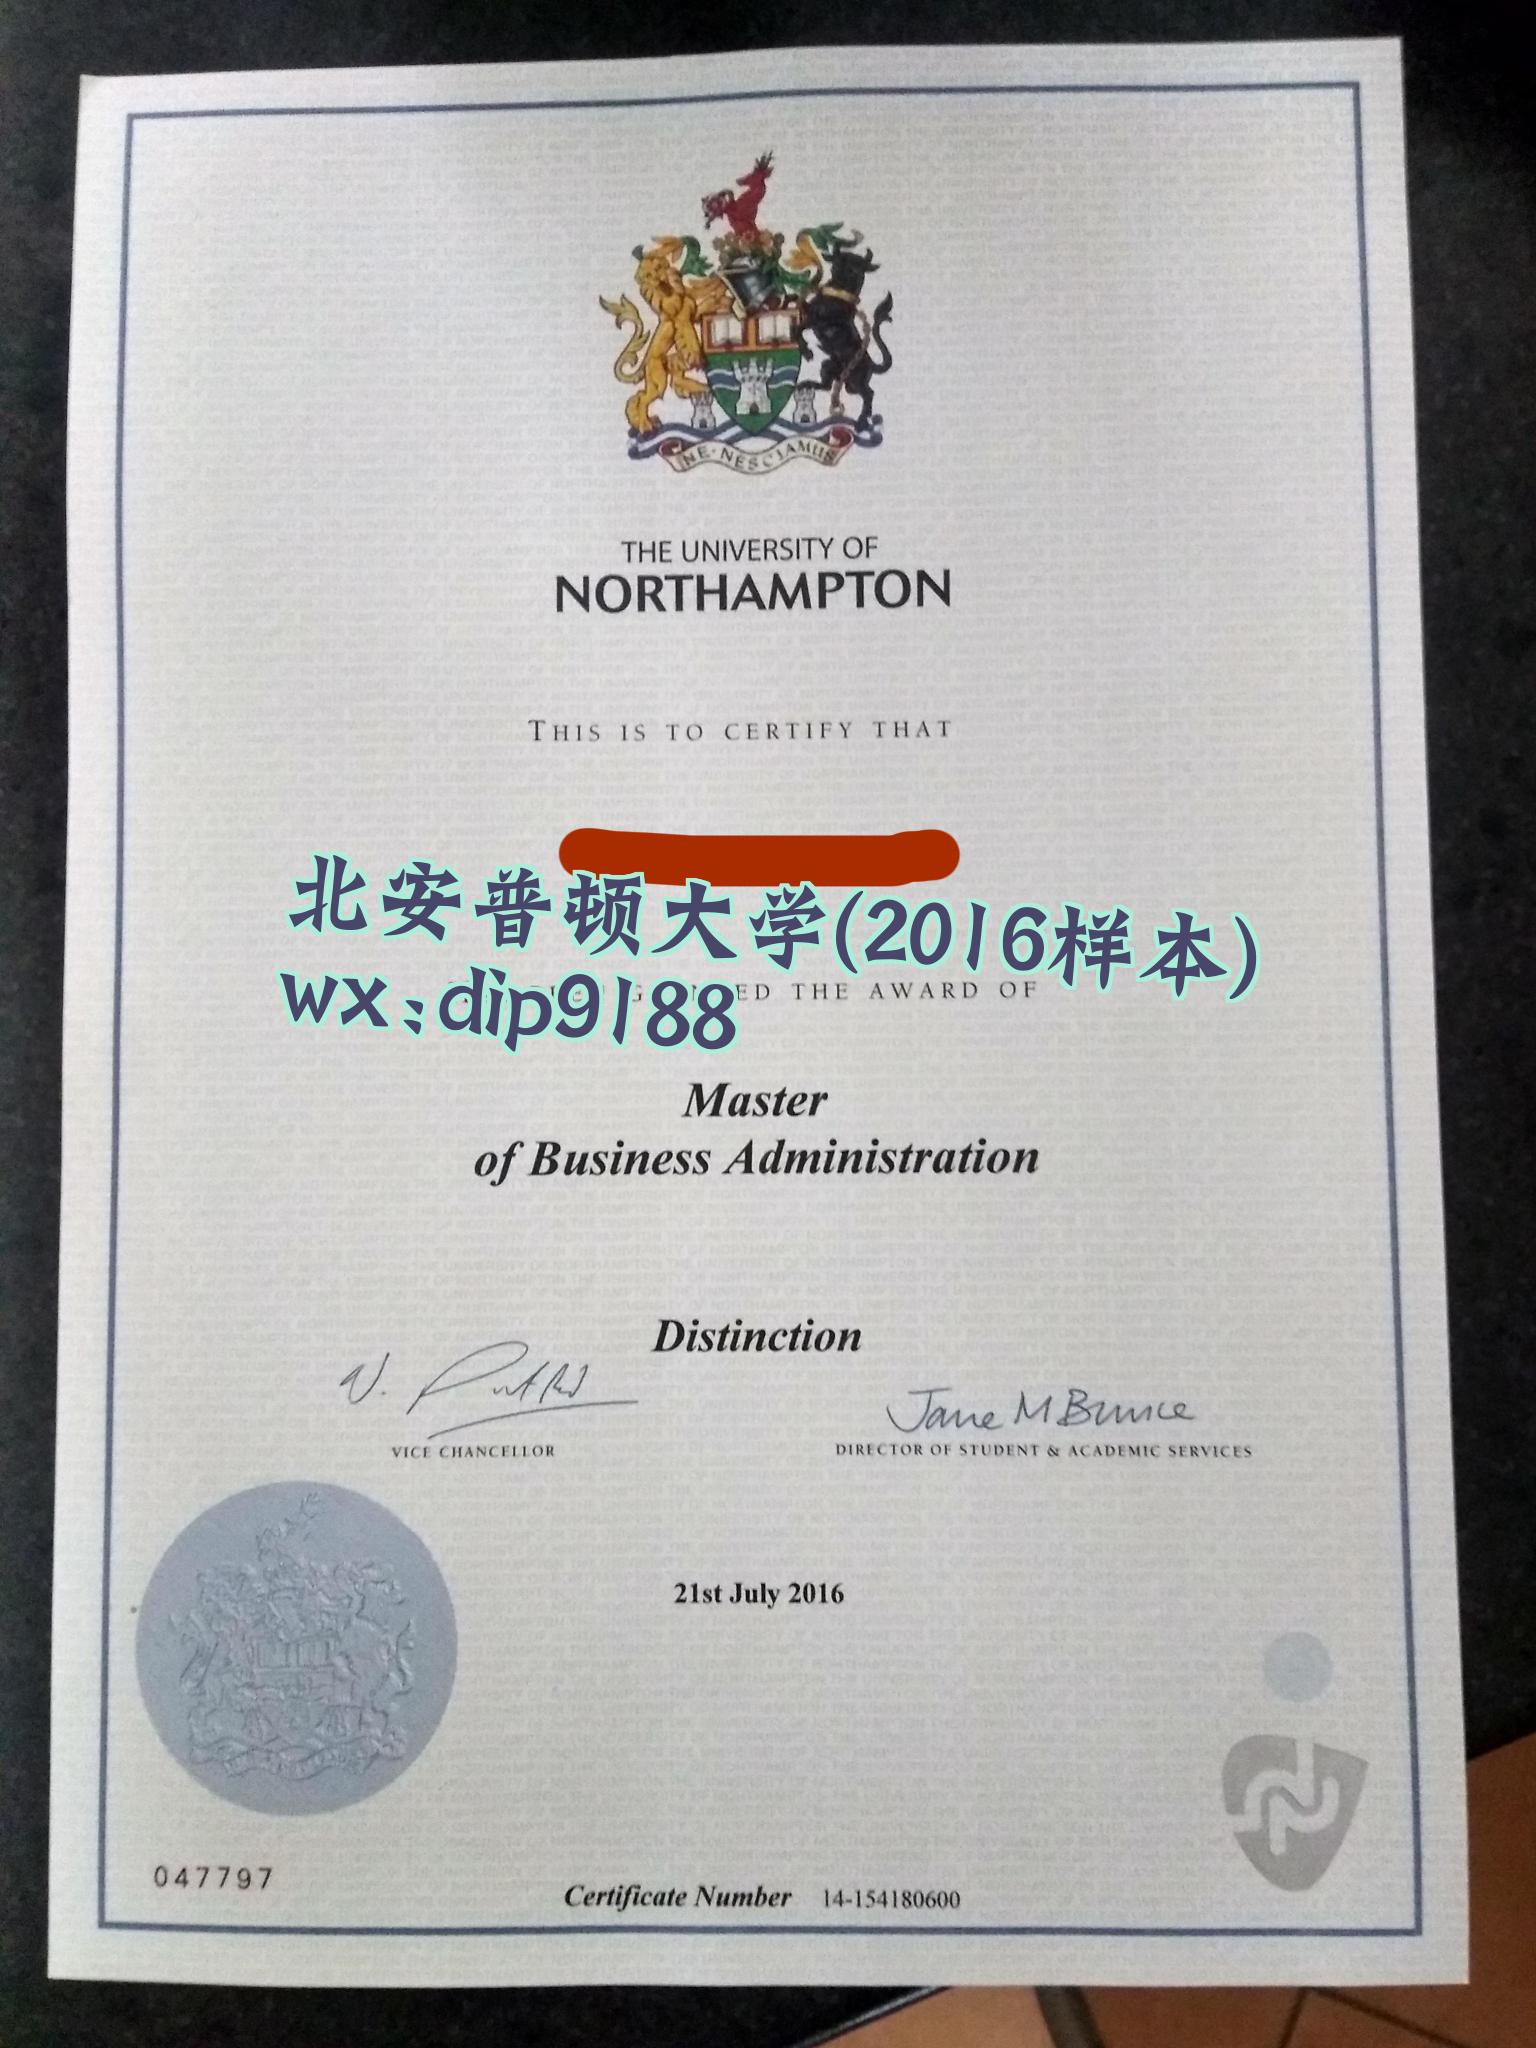 NE·NESCIAMUS
THE UNIVERSITY OF
NORTHAMPTON
THIS IS TO CERTIFY THAT
北安普顿大学(2016样本)
wx:dip9188
THE AWARD OF
Master
of Business Administration
Distinction
Jane M Bunce
VICE CHANCELLOR
DIRECTOR OF STUDENT & ACADEMIC SERVICES
21st July 2016
047797
Certificate Number 14-154180600